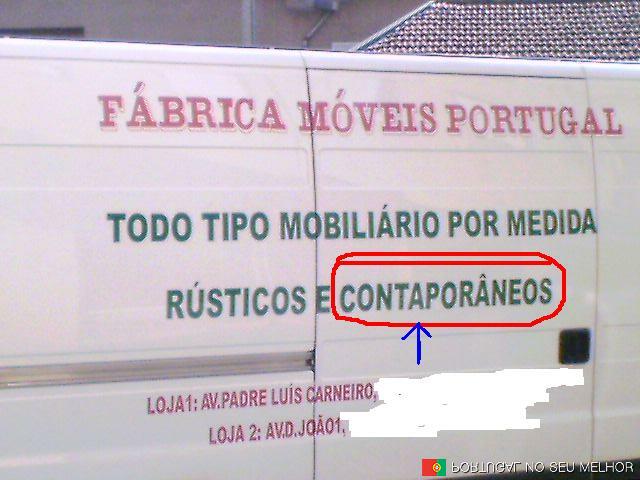 FÁBRICA MÓVEIS PORTUGAL
TODO TIPO MOBILIÁRIO POR MEDIDA
RÚSTICOS E CONTAPORÂNEOS
LOJA1: AV.PADRE LUÍS CARNEIRO,
LOJA 2: AV.D.JOÃO1,
PORTUGAL NO SEU MELHOR